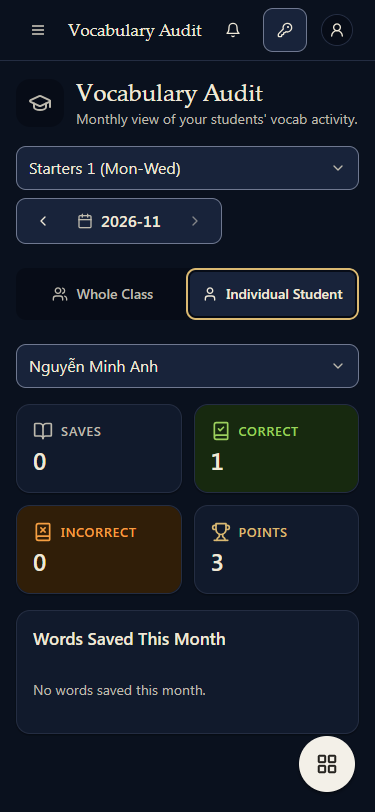 Vocabulary Audit
Vocabulary Audit
Monthly view of your students' vocab activity.
Starters 1 (Mon-Wed)
2026-11
Whole Class
Individual Student
Nguyễn Minh Anh
SAVES
0
CORRECT
1
INCORRECT
0
POINTS
3
Words Saved This Month
No words saved this month.